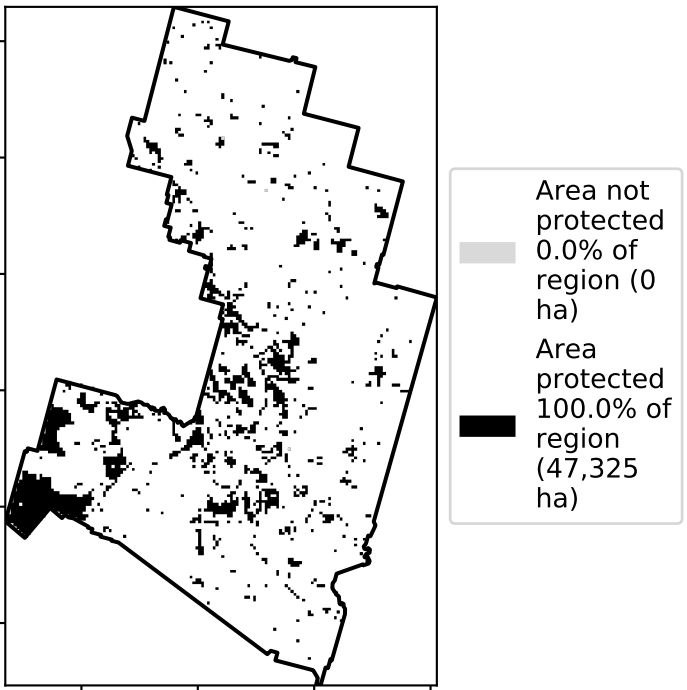 Area not
protected
0.0% of
region (0
ha)
Area
protected
100.0% of
region
(47,325
ha)